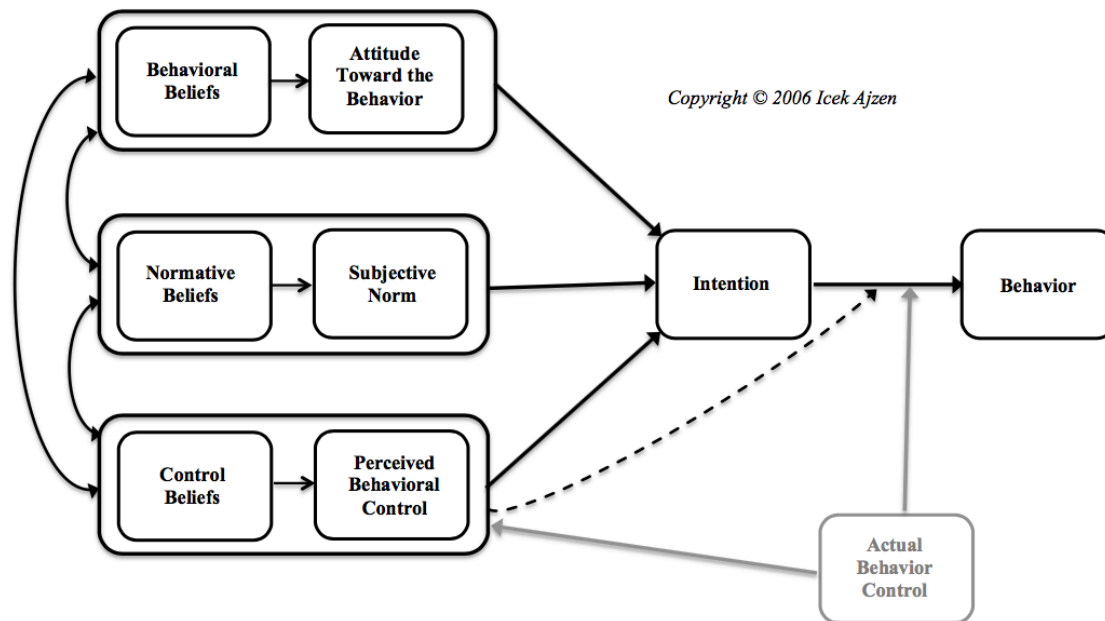 Behavioral
Beliefs
Attitude
Toward the
Behavior
Copyright © 2006 Icek Ajzen
Normative
Beliefs
Subjective
Norm
Intention
Behavior
Control
Beliefs
Perceived
Behavioral
Control
Actual
Behavior
Control